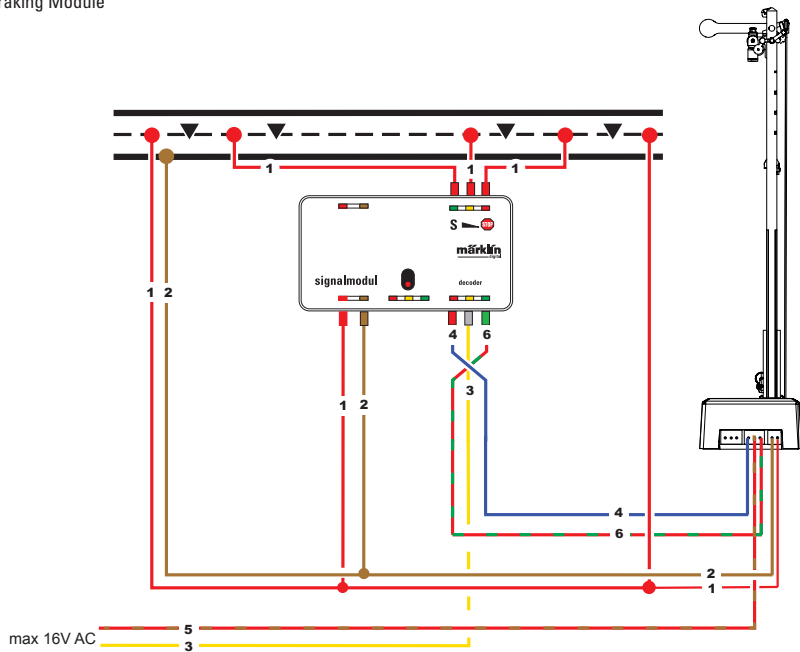 raking Module
1
1
1
S STOP
märklin
digital
signalmodul
decoder
1 2
4 6
3
1 2
4
6
2
1
5
max 16V AC
3